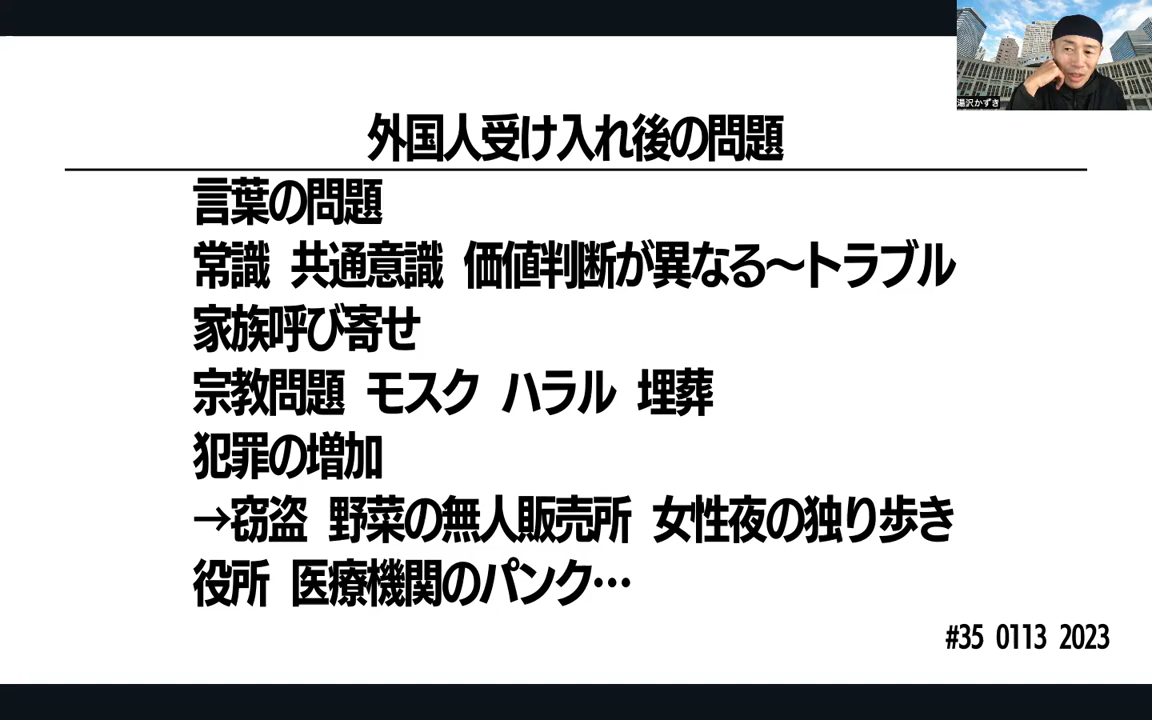 湯沢かずき
外国人受け入れ後の問題
言葉の問題
常識 共通意識 価値判断が異なる〜トラブル
家族呼び寄せ
宗教問題 モスク ハラル 埋葬
犯罪の増加
→窃盗 野菜の無人販売所 女性夜の独り歩き
役所 医療機関のパンク…
#35 0113 2023